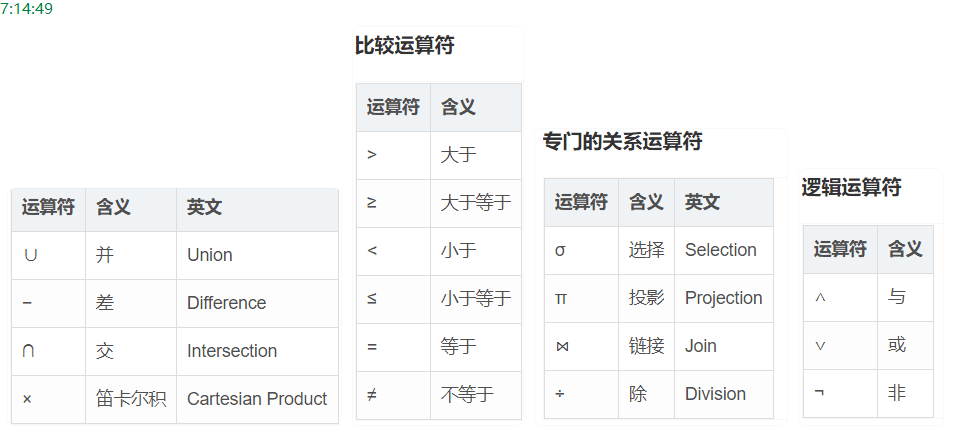 7:14:49
运算符 含义 英文
∪ 并 Union
− 差 Difference
∩ 交 Intersection
× 笛卡尔积 Cartesian Product
比较运算符
运算符 含义
> 大于
≥ 大于等于
< 小于
≤ 小于等于
= 等于
≠ 不等于
专门的关系运算符
运算符 含义 英文
σ 选择 Selection
π 投影 Projection
⋈ 链接 Join
÷ 除 Division
逻辑运算符
运算符 含义
∧ 与
∨ 或
¬ 非